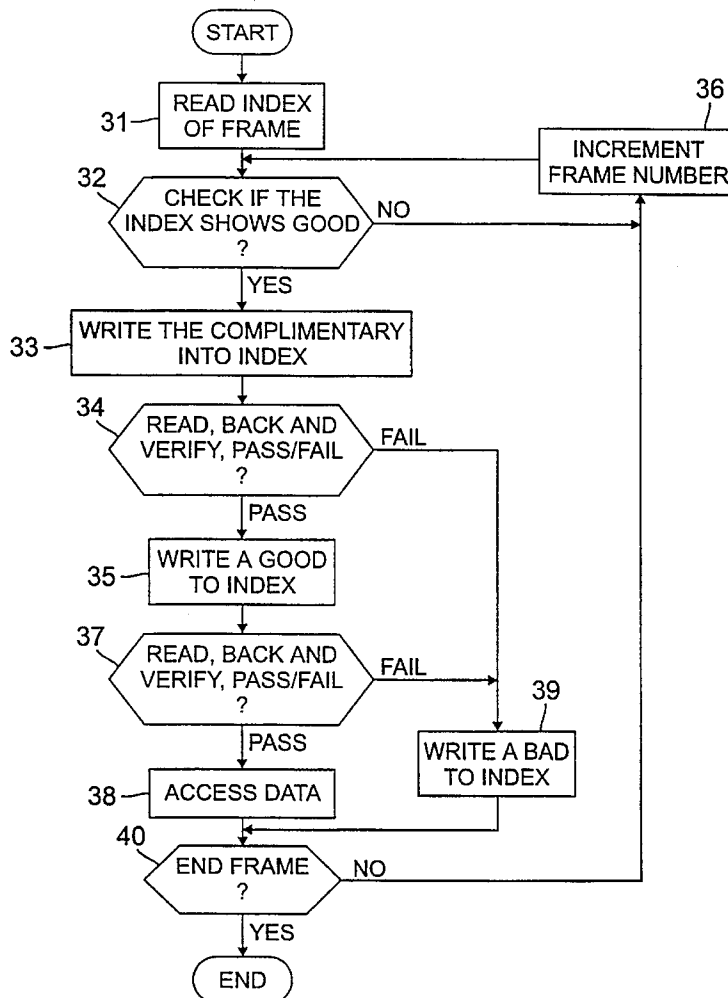 START
31
READ INDEX
OF FRAME
36
INCREMENT
FRAME NUMBER
32
CHECK IF THE
INDEX SHOWS GOOD
?
NO
YES
33
WRITE THE COMPLIMENTARY
INTO INDEX
34
READ, BACK AND
VERIFY, PASS/FAIL
?
FAIL
PASS
35
WRITE A GOOD
TO INDEX
37
READ, BACK AND
VERIFY, PASS/FAIL
?
FAIL
PASS
39
WRITE A BAD
TO INDEX
38
ACCESS DATA
40
END FRAME
?
NO
YES
END